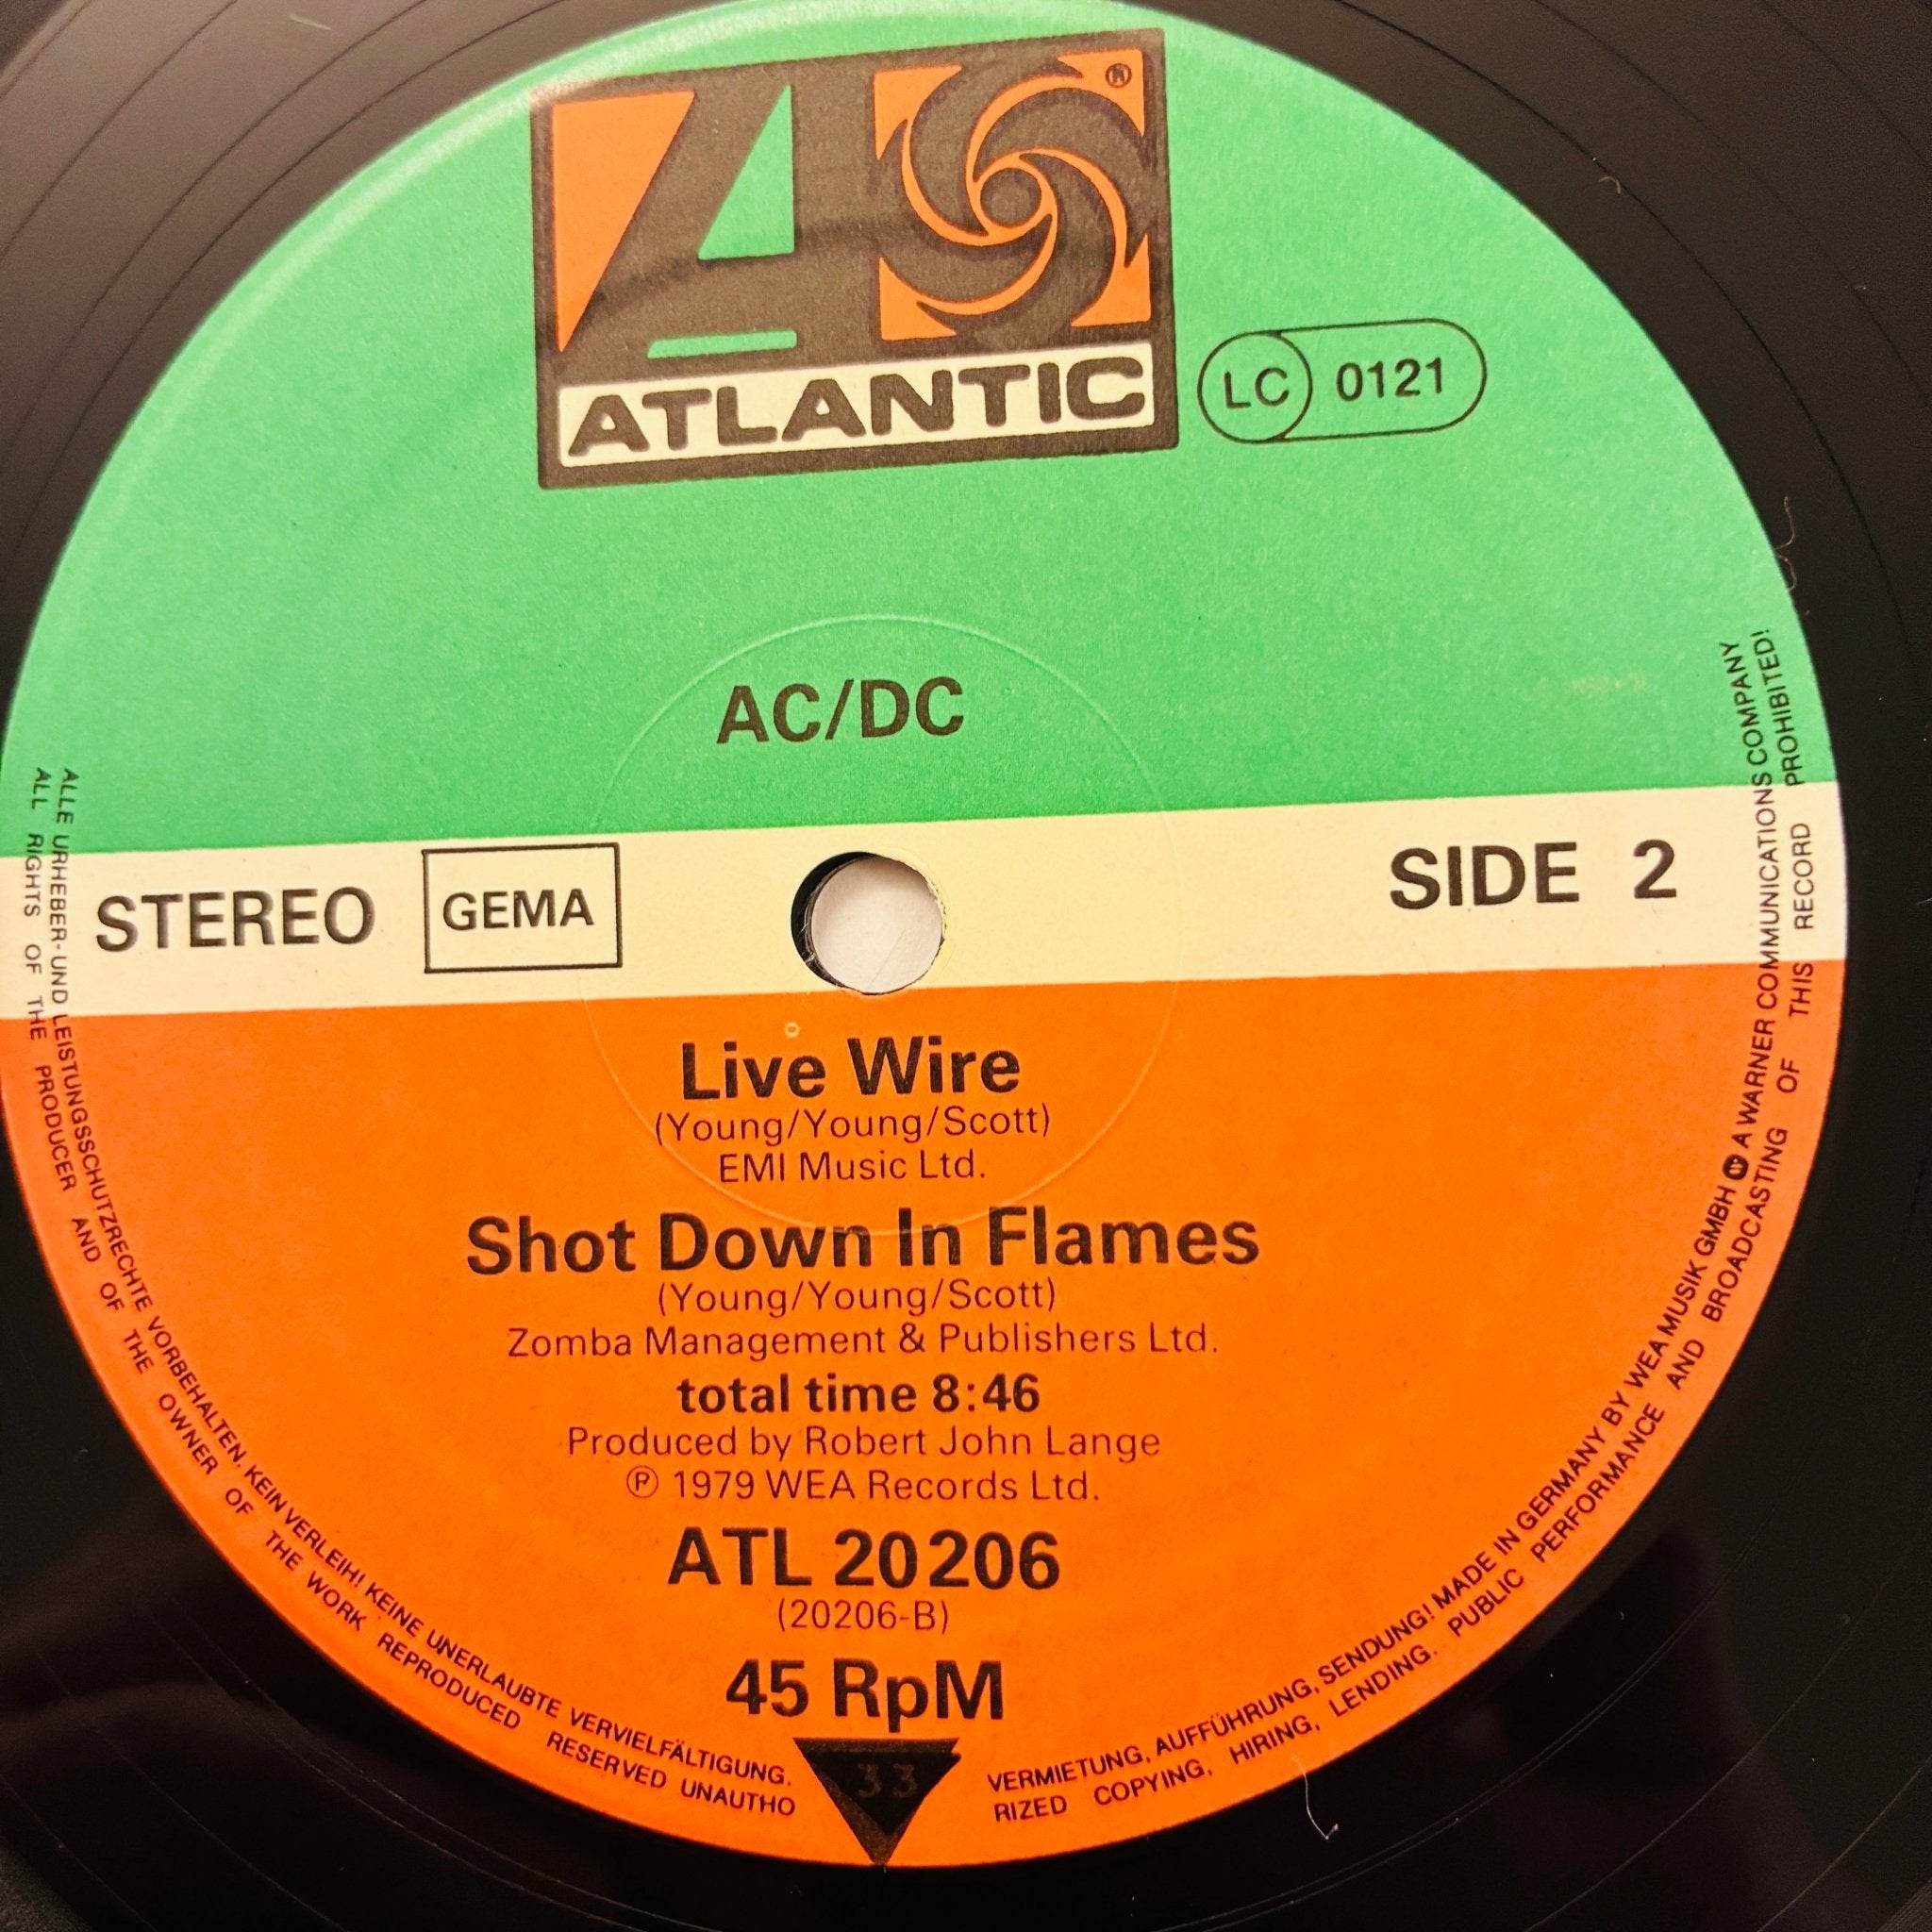 ®
ATLANTIC
LC 0121
AC/DC
STEREO GEMA SIDE 2
Live Wire
(Young/Young/Scott)
EMI Music Ltd.
Shot Down In Flames
(Young/Young/Scott)
Zomba Management & Publishers Ltd.
total time 8:46
Produced by Robert John Lange
℗ 1979 WEA Records Ltd.
ATL 20206
(20206-B)
45 RpM
33
ALLE URHEBER-UND LEISTUNGSSCHUTZRECHTE VORBEHALTEN. KEIN VERLEIH! KEINE UNERLAUBTE VERVIELFÄLTIGUNG. VERMIETUNG, AUFFÜHRUNG, SENDUNG! MADE IN GERMANY BY WEA MUSIK GMBH A WARNER COMMUNICATIONS COMPANY
ALL RIGHTS OF THE PRODUCER AND OF THE OWNER OF THE WORK REPRODUCED RESERVED UNAUTHO RIZED COPYING, HIRING, LENDING, PUBLIC PERFORMANCE AND BROADCASTING OF THIS RECORD PROHIBITED!